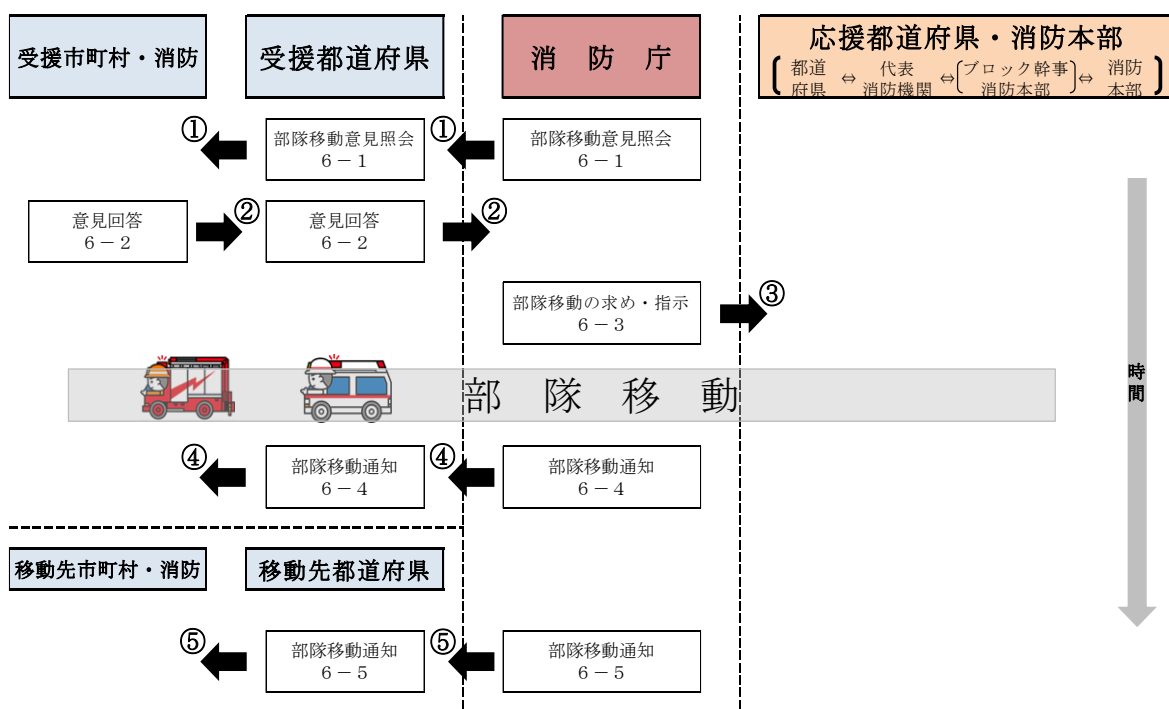 受援市町村・消防
受援都道府県
消 防 庁
応援都道府県・消防本部
都道府県 ⇔ 代表消防機関 ⇔ ブロック幹事消防本部 ⇔ 消防本部
①
部隊移動意見照会
6-1
①
部隊移動意見照会
6-1
意見回答
6-2
②
意見回答
6-2
②
部隊移動の求め・指示
6-3
③
部 隊 移 動
時間
④
部隊移動通知
6-4
④
部隊移動通知
6-4
移動先市町村・消防
移動先都道府県
⑤
部隊移動通知
6-5
⑤
部隊移動通知
6-5